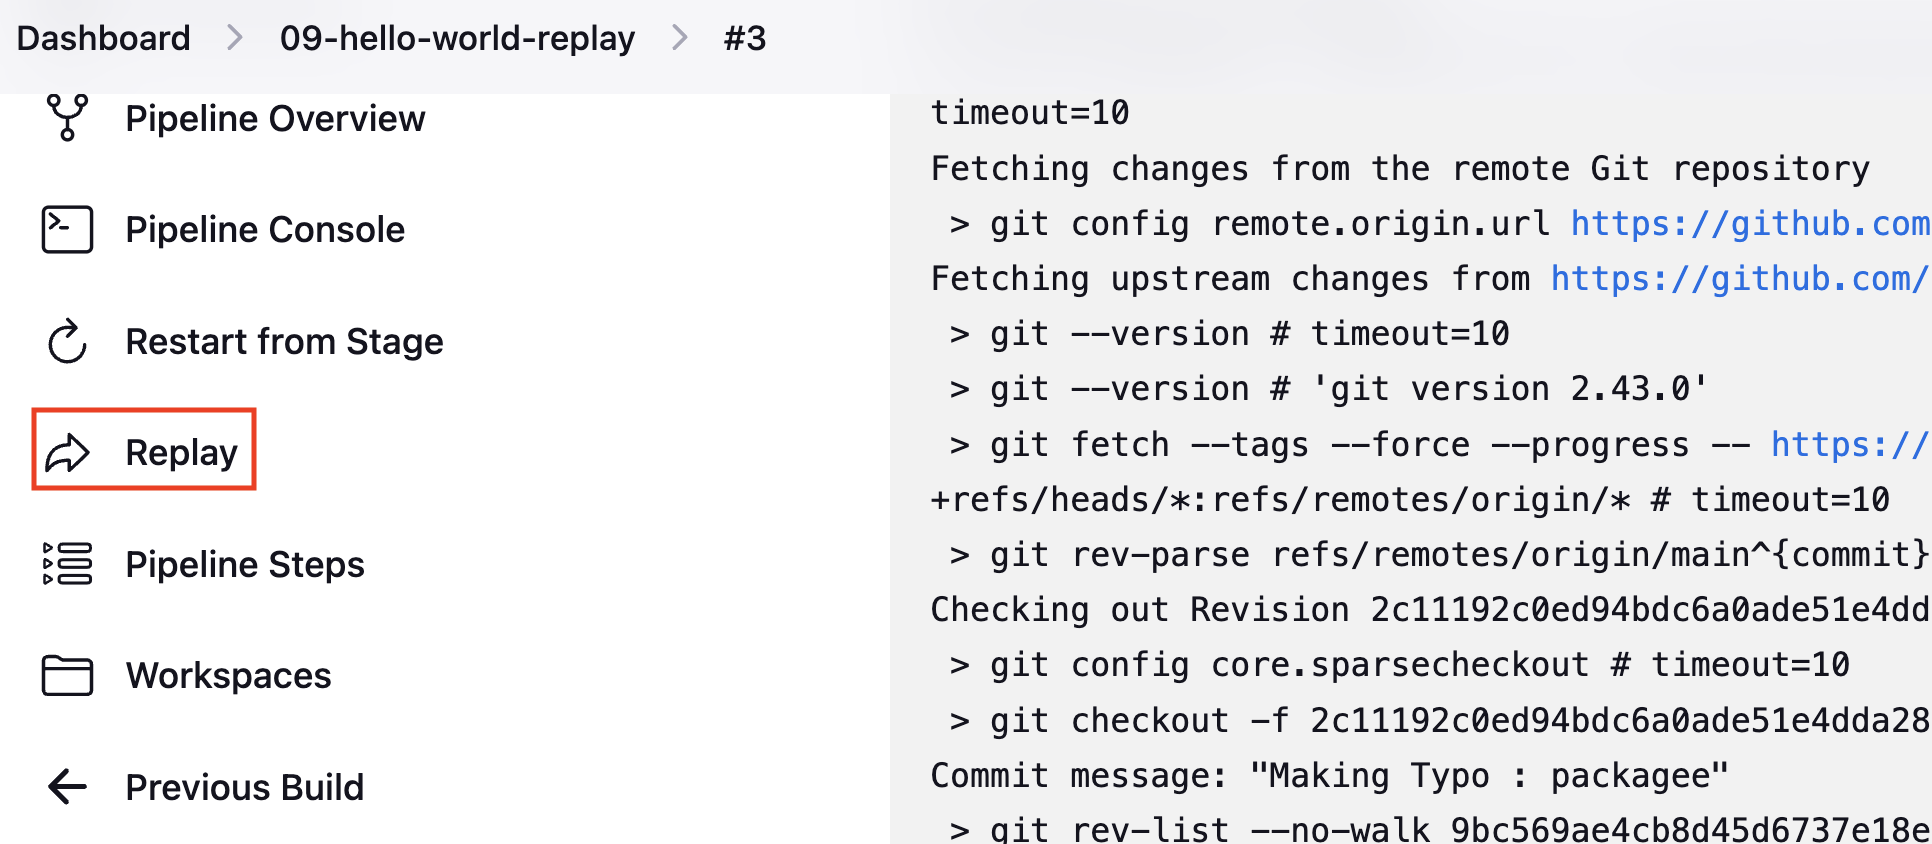 Dashboard > 09-hello-world-replay > #3
Pipeline Overview
Pipeline Console
Restart from Stage
Replay
Pipeline Steps
Workspaces
Previous Build
timeout=10
Fetching changes from the remote Git repository
 > git config remote.origin.url https://github.com
Fetching upstream changes from https://github.com/
 > git --version # timeout=10
 > git --version # 'git version 2.43.0'
 > git fetch --tags --force --progress -- https://
+refs/heads/*:refs/remotes/origin/* # timeout=10
 > git rev-parse refs/remotes/origin/main^{commit}
Checking out Revision 2c11192c0ed94bdc6a0ade51e4dd
 > git config core.sparsecheckout # timeout=10
 > git checkout -f 2c11192c0ed94bdc6a0ade51e4dda28
Commit message: "Making Typo : packagee"
 > git rev-list --no-walk 9bc569ae4cb8d45d6737e18e